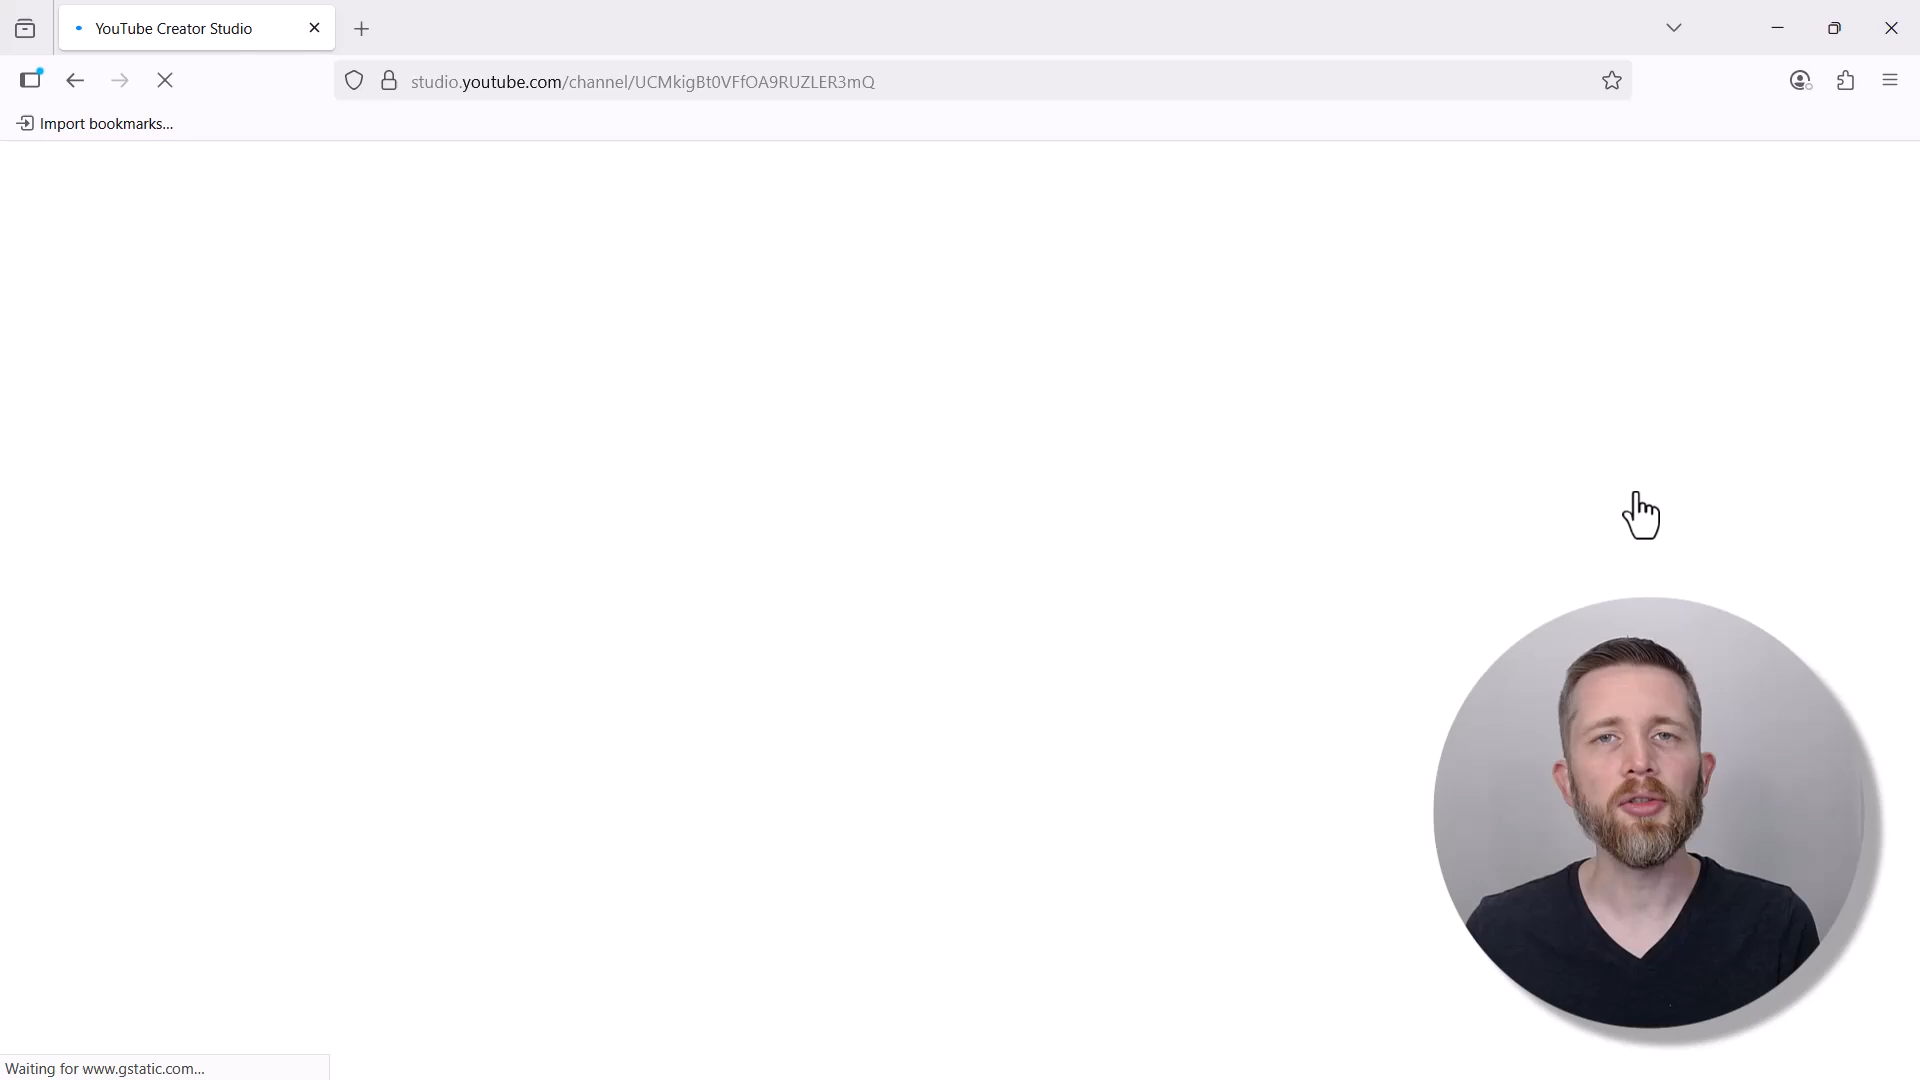 YouTube Creator Studio
studio.youtube.com/channel/UCMkigBt0VFfOA9RUZLER3mQ
Import bookmarks...
Waiting for www.gstatic.com...